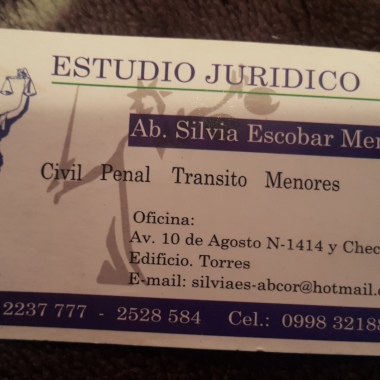 ESTUDIO JURIDICO
Ab. Silvia Escobar Mer
Civil Penal Transito Menores
Oficina:
Av. 10 de Agosto N-1414 y Chec
Edificio. Torres
E-mail: silviaes-abcor@hotmail.c
2237 777 - 2528 584 Cel.: 0998 32188